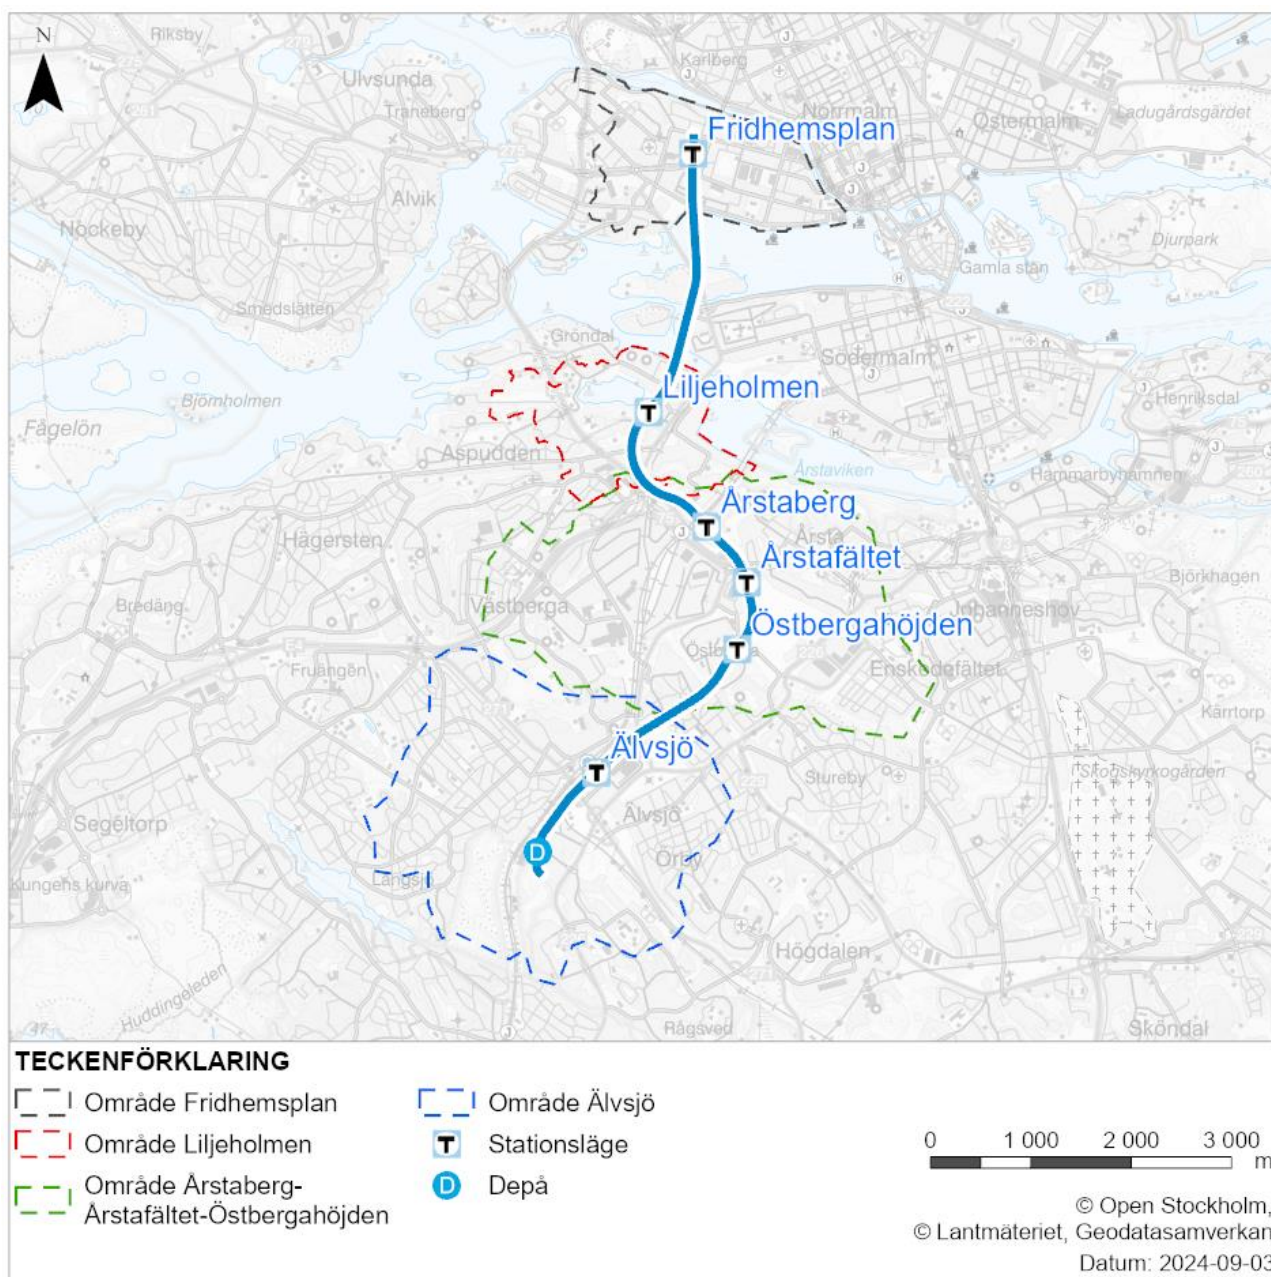 N
Riksby
Karlberg
Ulvsunda
Traneberg
Norrmalm
Östermalm
Ladugårdsgärdet
Fridhemsplan
T
Alvik
Nockeby
Djurpark
Gamla stan
Smedslätten
Gröndal
Södermalm
Björnholmen
Liljeholmen
T
Henriksdal
Fågelön
Aspudden
Årstaviken
Hammarbyhamnen
Årstaberg
T
Årsta
Hägersten
Årstafältet
T
Björkhagen
Bredäng
Västberga
Johanneshov
Östbergahöjden
T
Fruängen
Enskedefältet
Kärrtorp
Älvsjö
T
Stureby
Skogskyrkogården
Segeltorp
Älvsjö
D
Örby
Långsjö
Kungens kurva
Högdalen
Huddingeleden
Rågsved
Sköndal
TECKENFÖRKLARING
Område Fridhemsplan
Område Liljeholmen
Område Årstaberg-
Årstafältet-Östbergahöjden
Område Älvsjö
T Stationsläge
D Depå
0 1 000 2 000 3 000
m
© Open Stockholm,
© Lantmäteriet, Geodatasamverkan
Datum: 2024-09-03